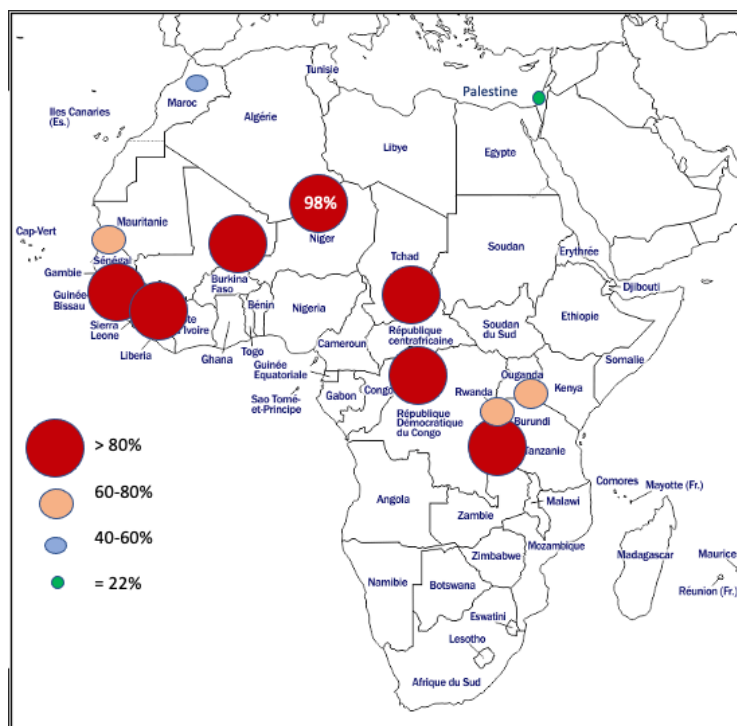 Tunisie
Maroc
Palestine
Iles Canaries
(Es.)
Algérie
Libye
Egypte
98%
Mauritanie
Niger
Cap-Vert
Tchad
Soudan
Erythrée
Sénégal
Gambie
Burkina
Faso
Djibouti
Guinée
Bissau
Bénin
Nigeria
Ethiopie
Sierra
Leone
te
Ivoire
République
centrafricaine
Soudan
du Sud
Liberia
Ghana
Togo
Cameroun
Somalie
Guinée
Equatoriale
Ouganda
Kenya
Sao Tomé-
et-Principe
Gabon
Congo
Rwanda
République
Démocratique
du Congo
Burundi
Tanzanie
> 80%
60-80%
40-60%
= 22%
Comores
Mayotte (Fr.)
Angola
Malawi
Zambie
Mozambique
Zimbabwe
Madagascar
Maurice
Réunion (Fr.)
Namibie
Botswana
Eswatini
Lesotho
Afrique du Sud